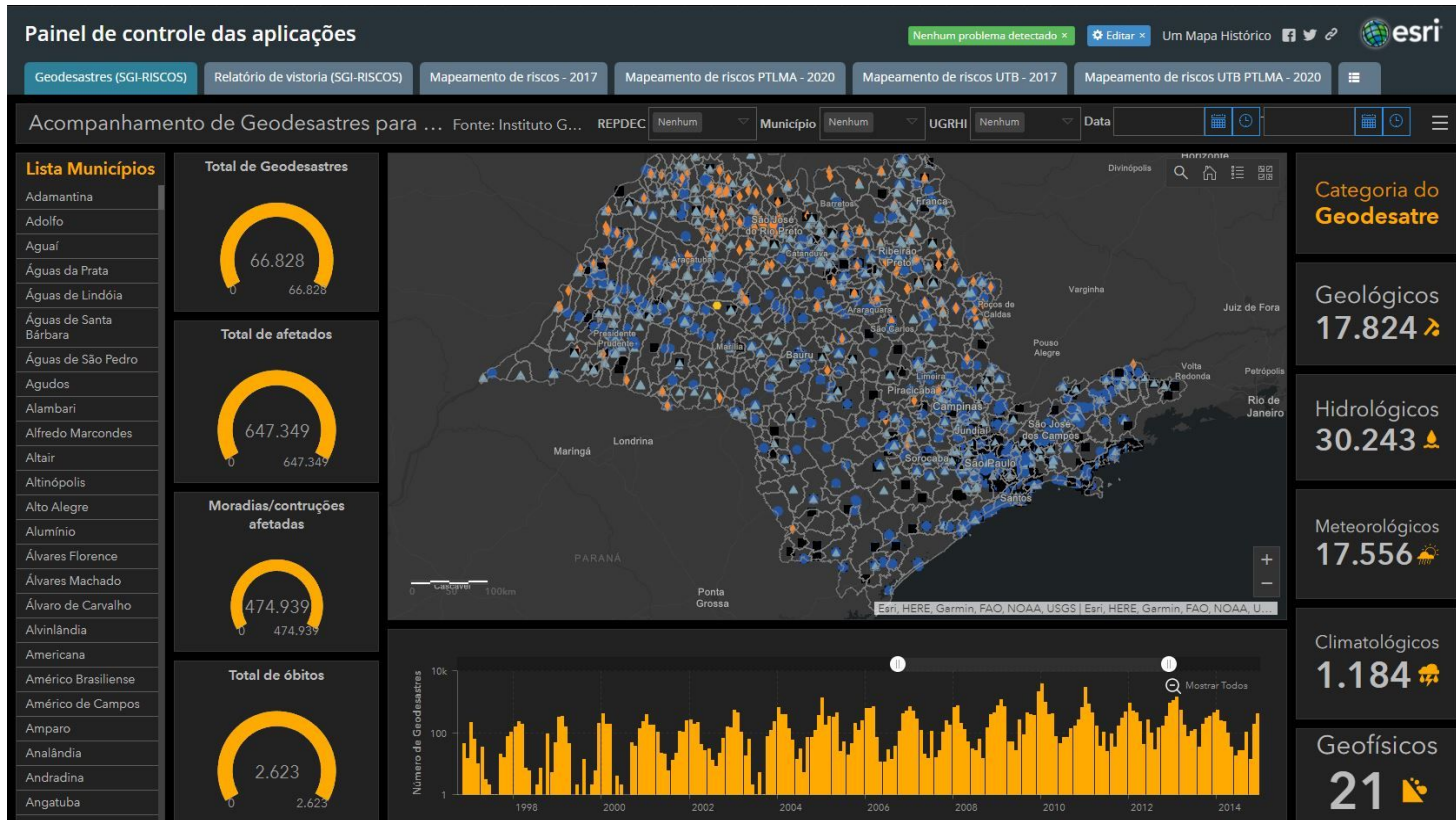 Painel de controle das aplicações
Nenhum problema detectado ×
Editar ×
Um Mapa Histórico
esri
Geodesastres (SGI-RISCOS)
Relatório de vistoria (SGI-RISCOS)
Mapeamento de riscos - 2017
Mapeamento de riscos PTLMA - 2020
Mapeamento de riscos UTB - 2017
Mapeamento de riscos UTB PTLMA - 2020
Acompanhamento de Geodesastres para ...
Fonte: Instituto G...
REPDEC
Nenhum
Município
Nenhum
UGRHI
Nenhum
Data
-
Lista Municípios
Adamantina
Adolfo
Aguaí
Águas da Prata
Águas de Lindóia
Águas de Santa
Bárbara
Águas de São Pedro
Agudos
Alambari
Alfredo Marcondes
Altair
Altinópolis
Alto Alegre
Alumínio
Álvares Florence
Álvares Machado
Álvaro de Carvalho
Alvinlândia
Americana
Américo Brasiliense
Américo de Campos
Amparo
Analândia
Andradina
Angatuba
Total de Geodesastres
66.828
0
66.828
Total de afetados
647.349
0
647.349
Moradias/contruções
afetadas
474.939
0
474.939
Total de óbitos
2.623
0
2.623
Horizonte
Divinópolis
Barretos
Franca
São José
do Rio Preto
Catanduva
Ribeirão
Preto
Araçatuba
Varginha
Poços de
Caldas
Juiz de Fora
Araraquara
São Carlos
Presidente
Prudente
Marília
Bauru
Pouso
Alegre
Volta
Redonda
Petrópolis
Limeira
Piracicaba
Campinas
Rio de
Janeiro
Jundiaí
São José
dos Campos
Londrina
Maringá
Sorocaba
São Paulo
Santos
PARANÁ
Cascavel
0
50
100km
Ponta
Grossa
+
−
Esri, HERE, Garmin, FAO, NOAA, USGS | Esri, HERE, Garmin, FAO, NOAA, U...
Número de Geodesastres
10k
100
1
Mostrar Todos
1998
2000
2002
2004
2006
2008
2010
2012
2014
Categoria do
Geodesatre
Geológicos
17.824
Hidrológicos
30.243
Meteorológicos
17.556
Climatológicos
1.184
Geofísicos
21